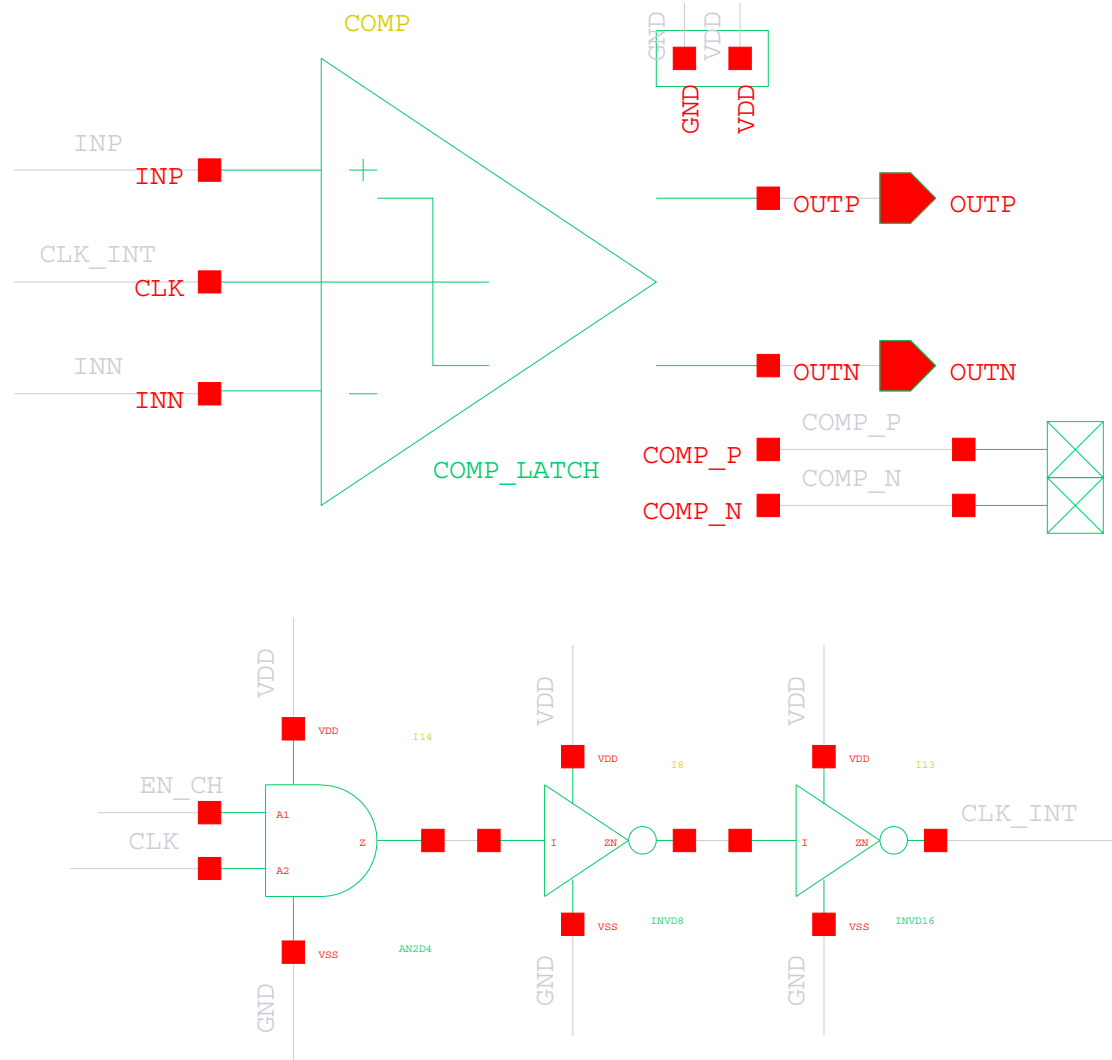 COMP
GND VDD
GND VDD
INP
INP
OUTP OUTP
CLK_INT
CLK
INN
INN
OUTN OUTN
COMP_P
COMP_P
COMP_LATCH
COMP_N
COMP_N
VDD VDD VDD
VDD I14
VDD I8
VDD I13
EN_CH
A1
CLK
A2
Z
I ZN
I ZN
CLK_INT
VSS AN2D4
VSS INVD8
VSS INVD16
GND GND GND